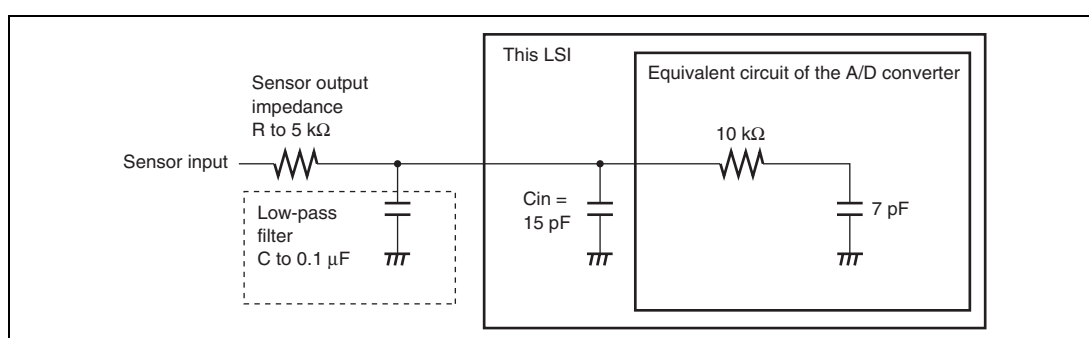 This LSI
Equivalent circuit of the A/D converter
Sensor output
impedance
R to 5 kΩ
10 kΩ
Sensor input
Low-pass
filter
C to 0.1 μF
Cin =
15 pF
7 pF